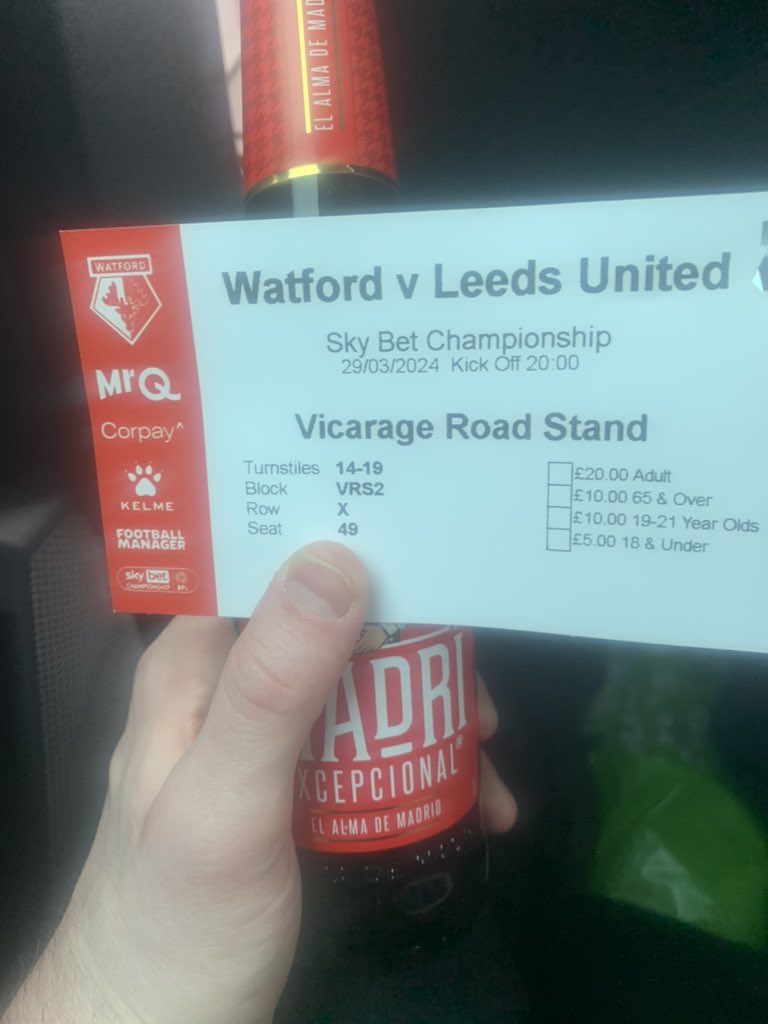 EL ALMA DE MAD
WATFORD
MrQ
Corpay^
KELME
FOOTBALL
MANAGER
sky bet
CHAMPIONSHIP EFL
Watford v Leeds United
Sky Bet Championship
29/03/2024 Kick Off 20:00
Vicarage Road Stand
Turnstiles 14-19
Block VRS2
Row X
Seat 49
£20.00 Adult
£10.00 65 & Over
£10.00 19-21 Year Olds
£5.00 18 & Under
ADRI
XCEPCIONAL®
EL ALMA DE MADRID